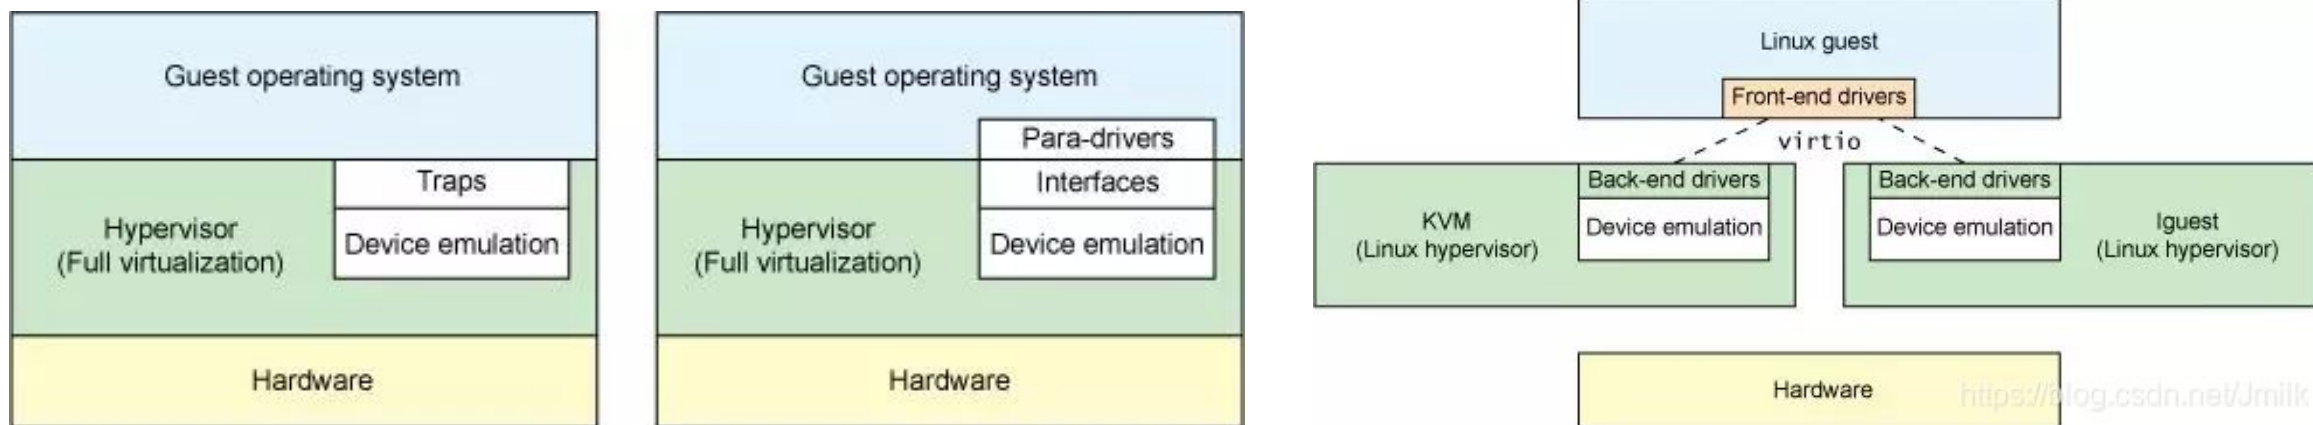 Guest operating system
Traps
Hypervisor
(Full virtualization)
Device emulation
Hardware
Guest operating system
Para-drivers
Interfaces
Hypervisor
(Full virtualization)
Device emulation
Hardware
Linux guest
Front-end drivers
virtio
Back-end drivers
KVM
(Linux hypervisor)
Device emulation
Back-end drivers
Device emulation
Iguest
(Linux hypervisor)
Hardware
https://blog.csdn.net/Jmilk